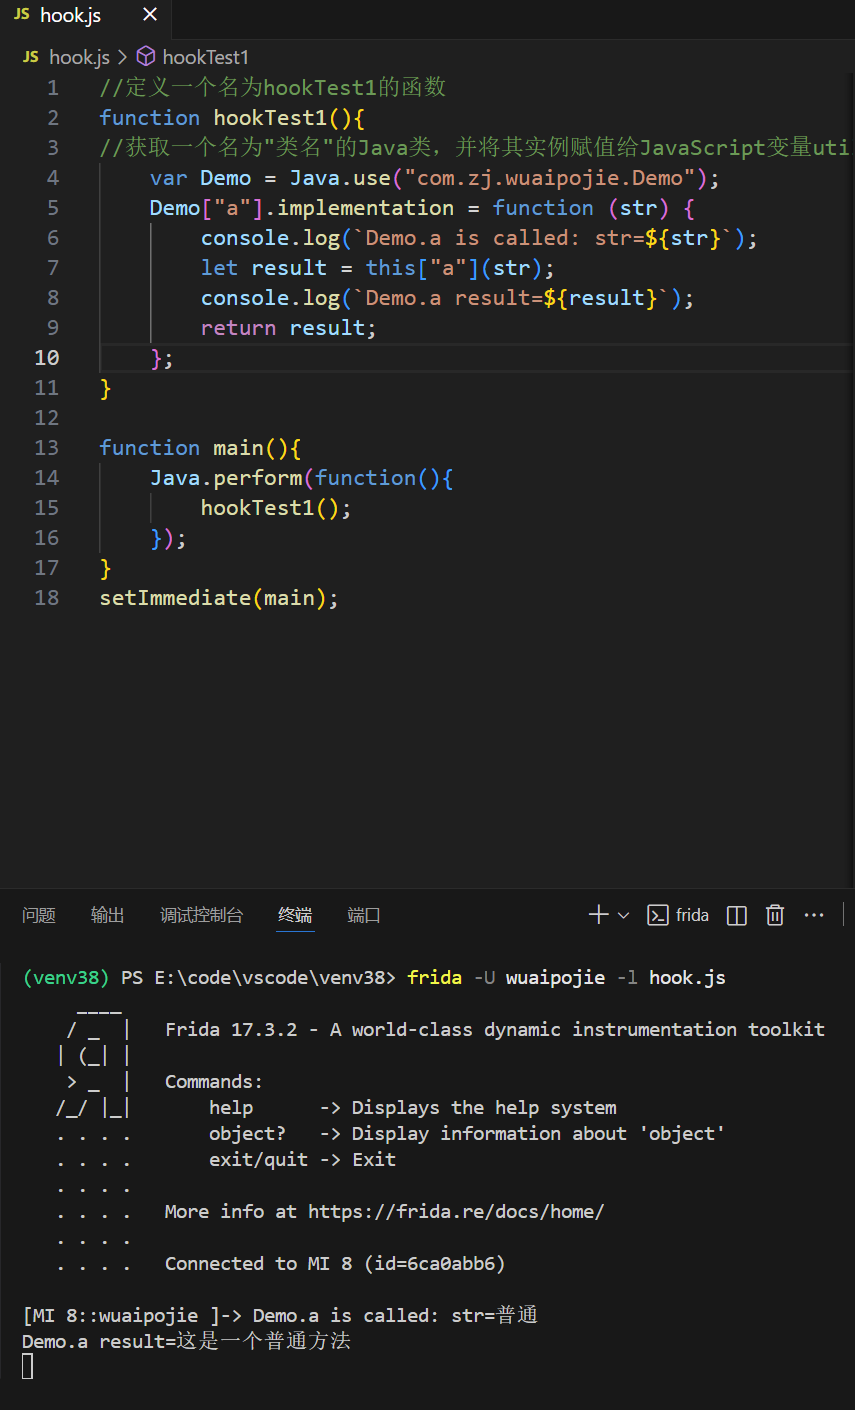 JS hook.js ×
JS hook.js > hookTest1
1 //定义一个名为hookTest1的函数
2 function hookTest1(){
3 //获取一个名为"类名"的Java类，并将其实例赋值给JavaScript变量uti
4     var Demo = Java.use("com.zj.wuaipojie.Demo");
5     Demo["a"].implementation = function (str) {
6         console.log(`Demo.a is called: str=${str}`);
7         let result = this["a"](str);
8         console.log(`Demo.a result=${result}`);
9         return result;
10     };
11 }
12
13 function main(){
14     Java.perform(function(){
15         hookTest1();
16     });
17 }
18 setImmediate(main);
问题 输出 调试控制台 终端 端口 frida
(venv38) PS E:\code\vscode\venv38> frida -U wuaipojie -l hook.js
     ____
    / _  |   Frida 17.3.2 - A world-class dynamic instrumentation toolkit
   | (_| |
    > _  |   Commands:
   /_/ |_|       help      -> Displays the help system
   . . . .       object?   -> Display information about 'object'
   . . . .       exit/quit -> Exit
   . . . .
   . . . .   More info at https://frida.re/docs/home/
   . . . .
   . . . .   Connected to MI 8 (id=6ca0abb6)
[MI 8::wuaipojie ]-> Demo.a is called: str=普通
Demo.a result=这是一个普通方法